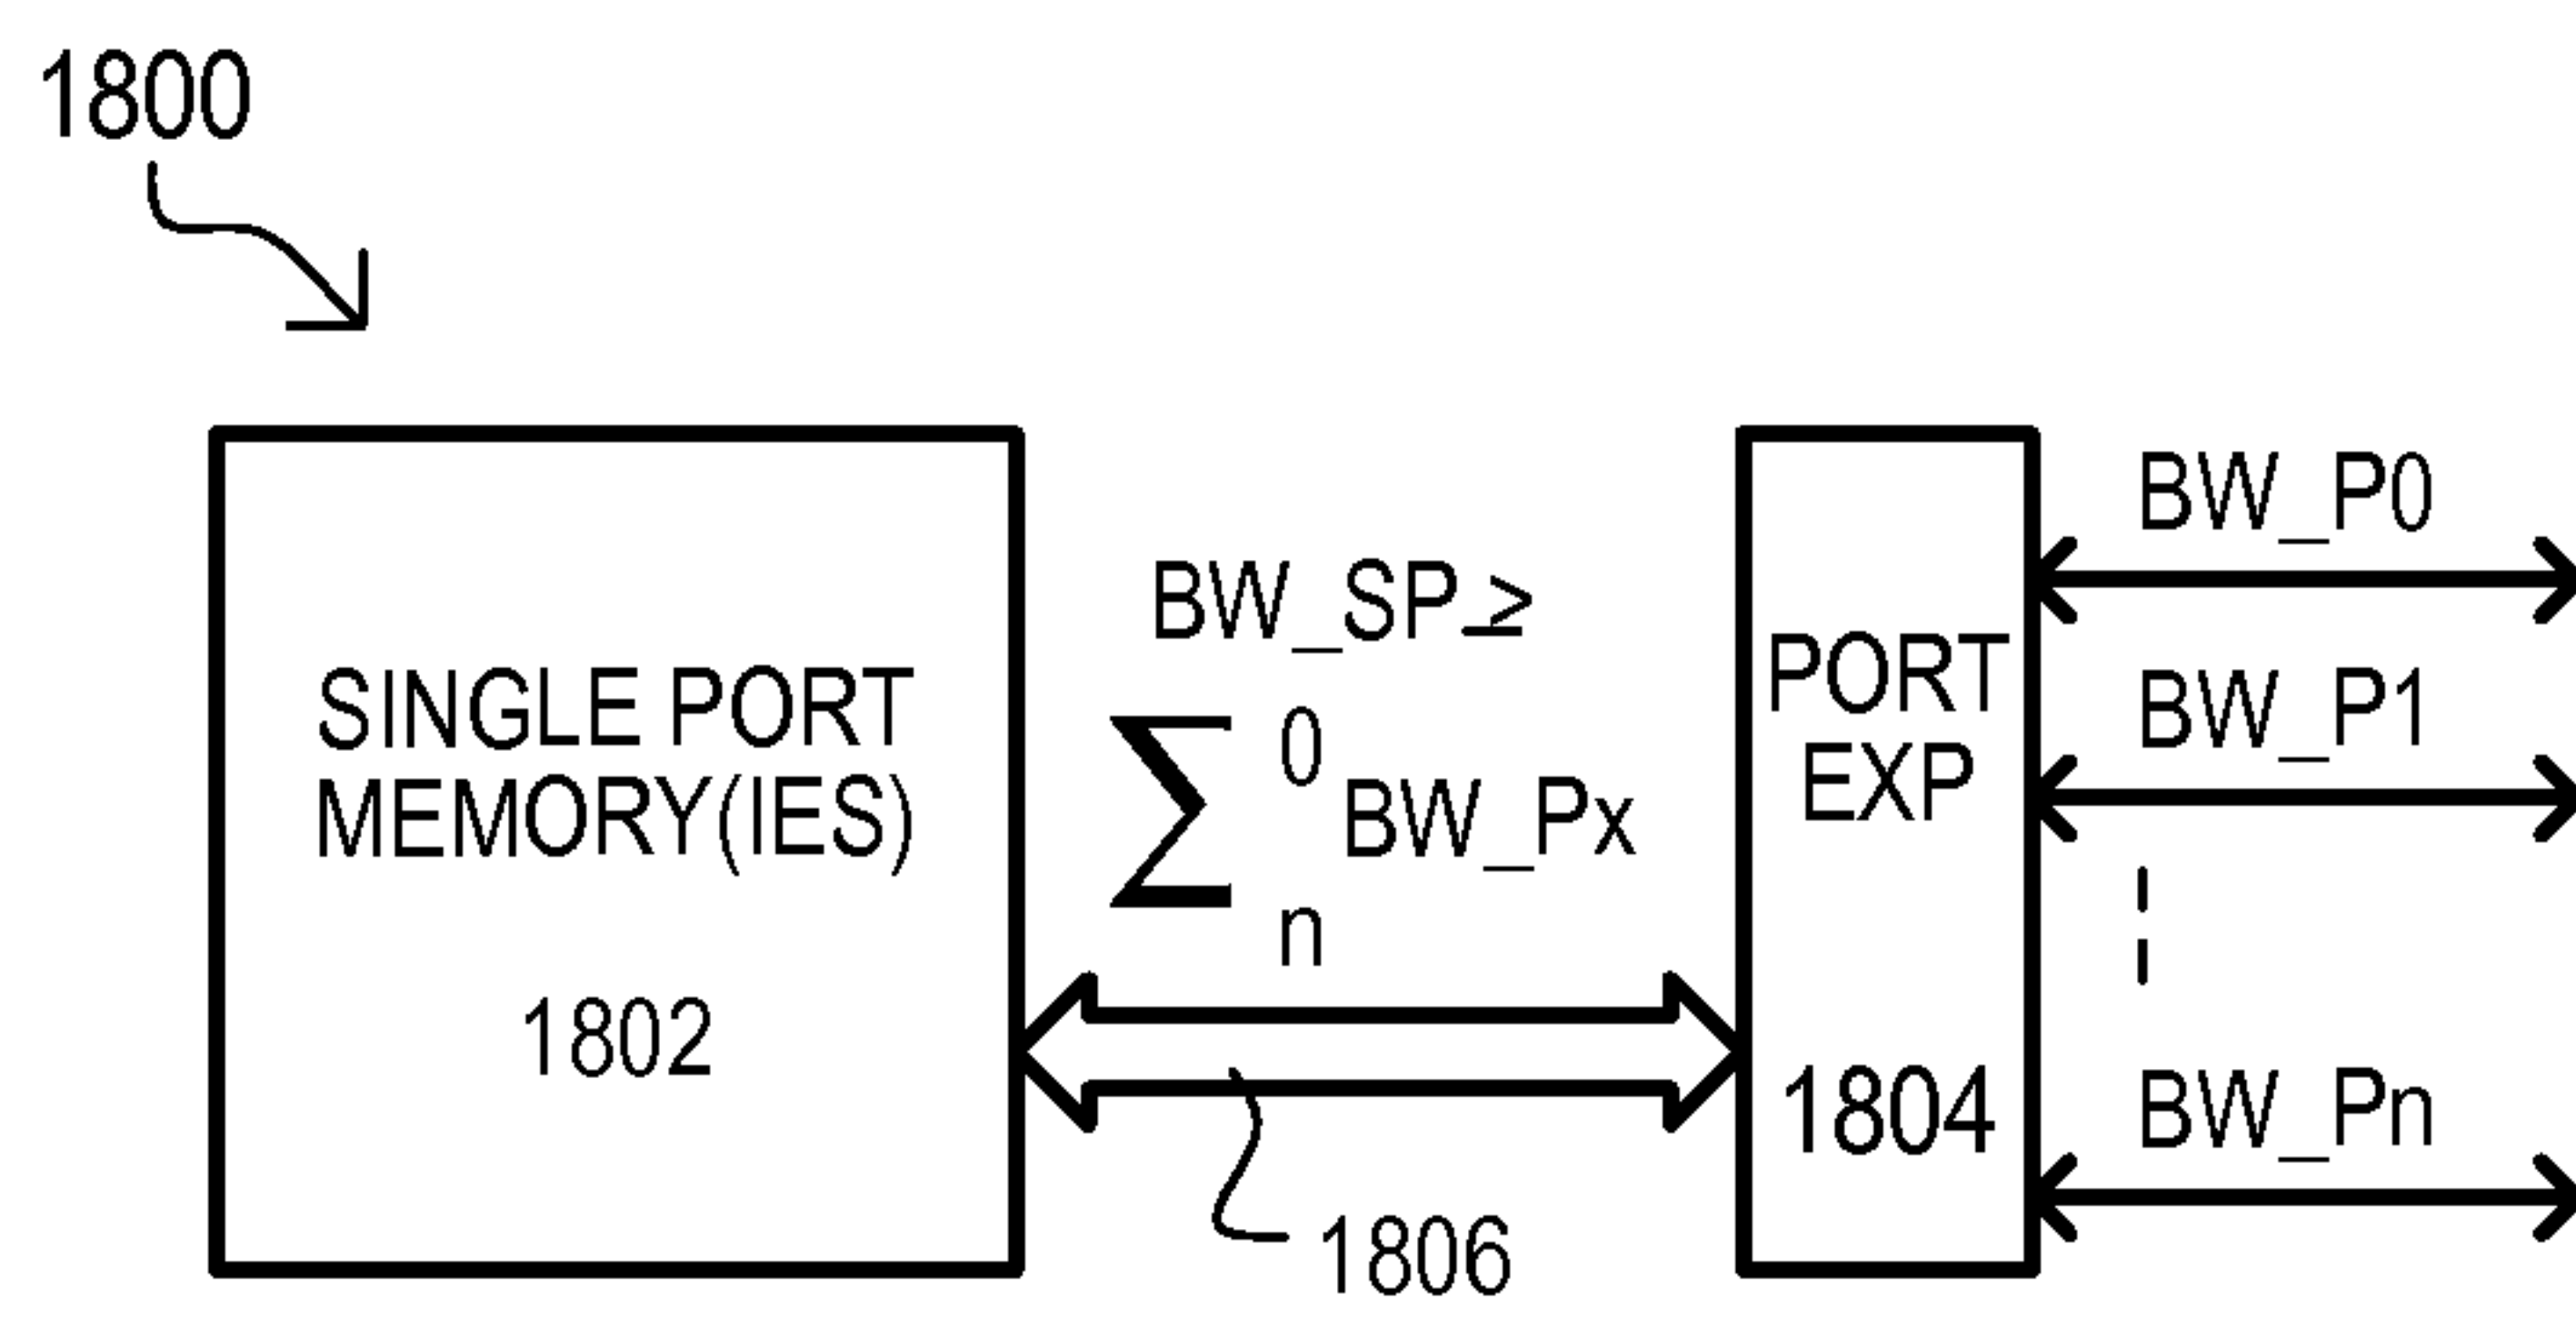 1800
SINGLE PORT
MEMORY(IES)
1802
BW_SP ≥
∑ 0 n BW_Px
1806
PORT
EXP
1804
BW_P0
BW_P1
BW_Pn